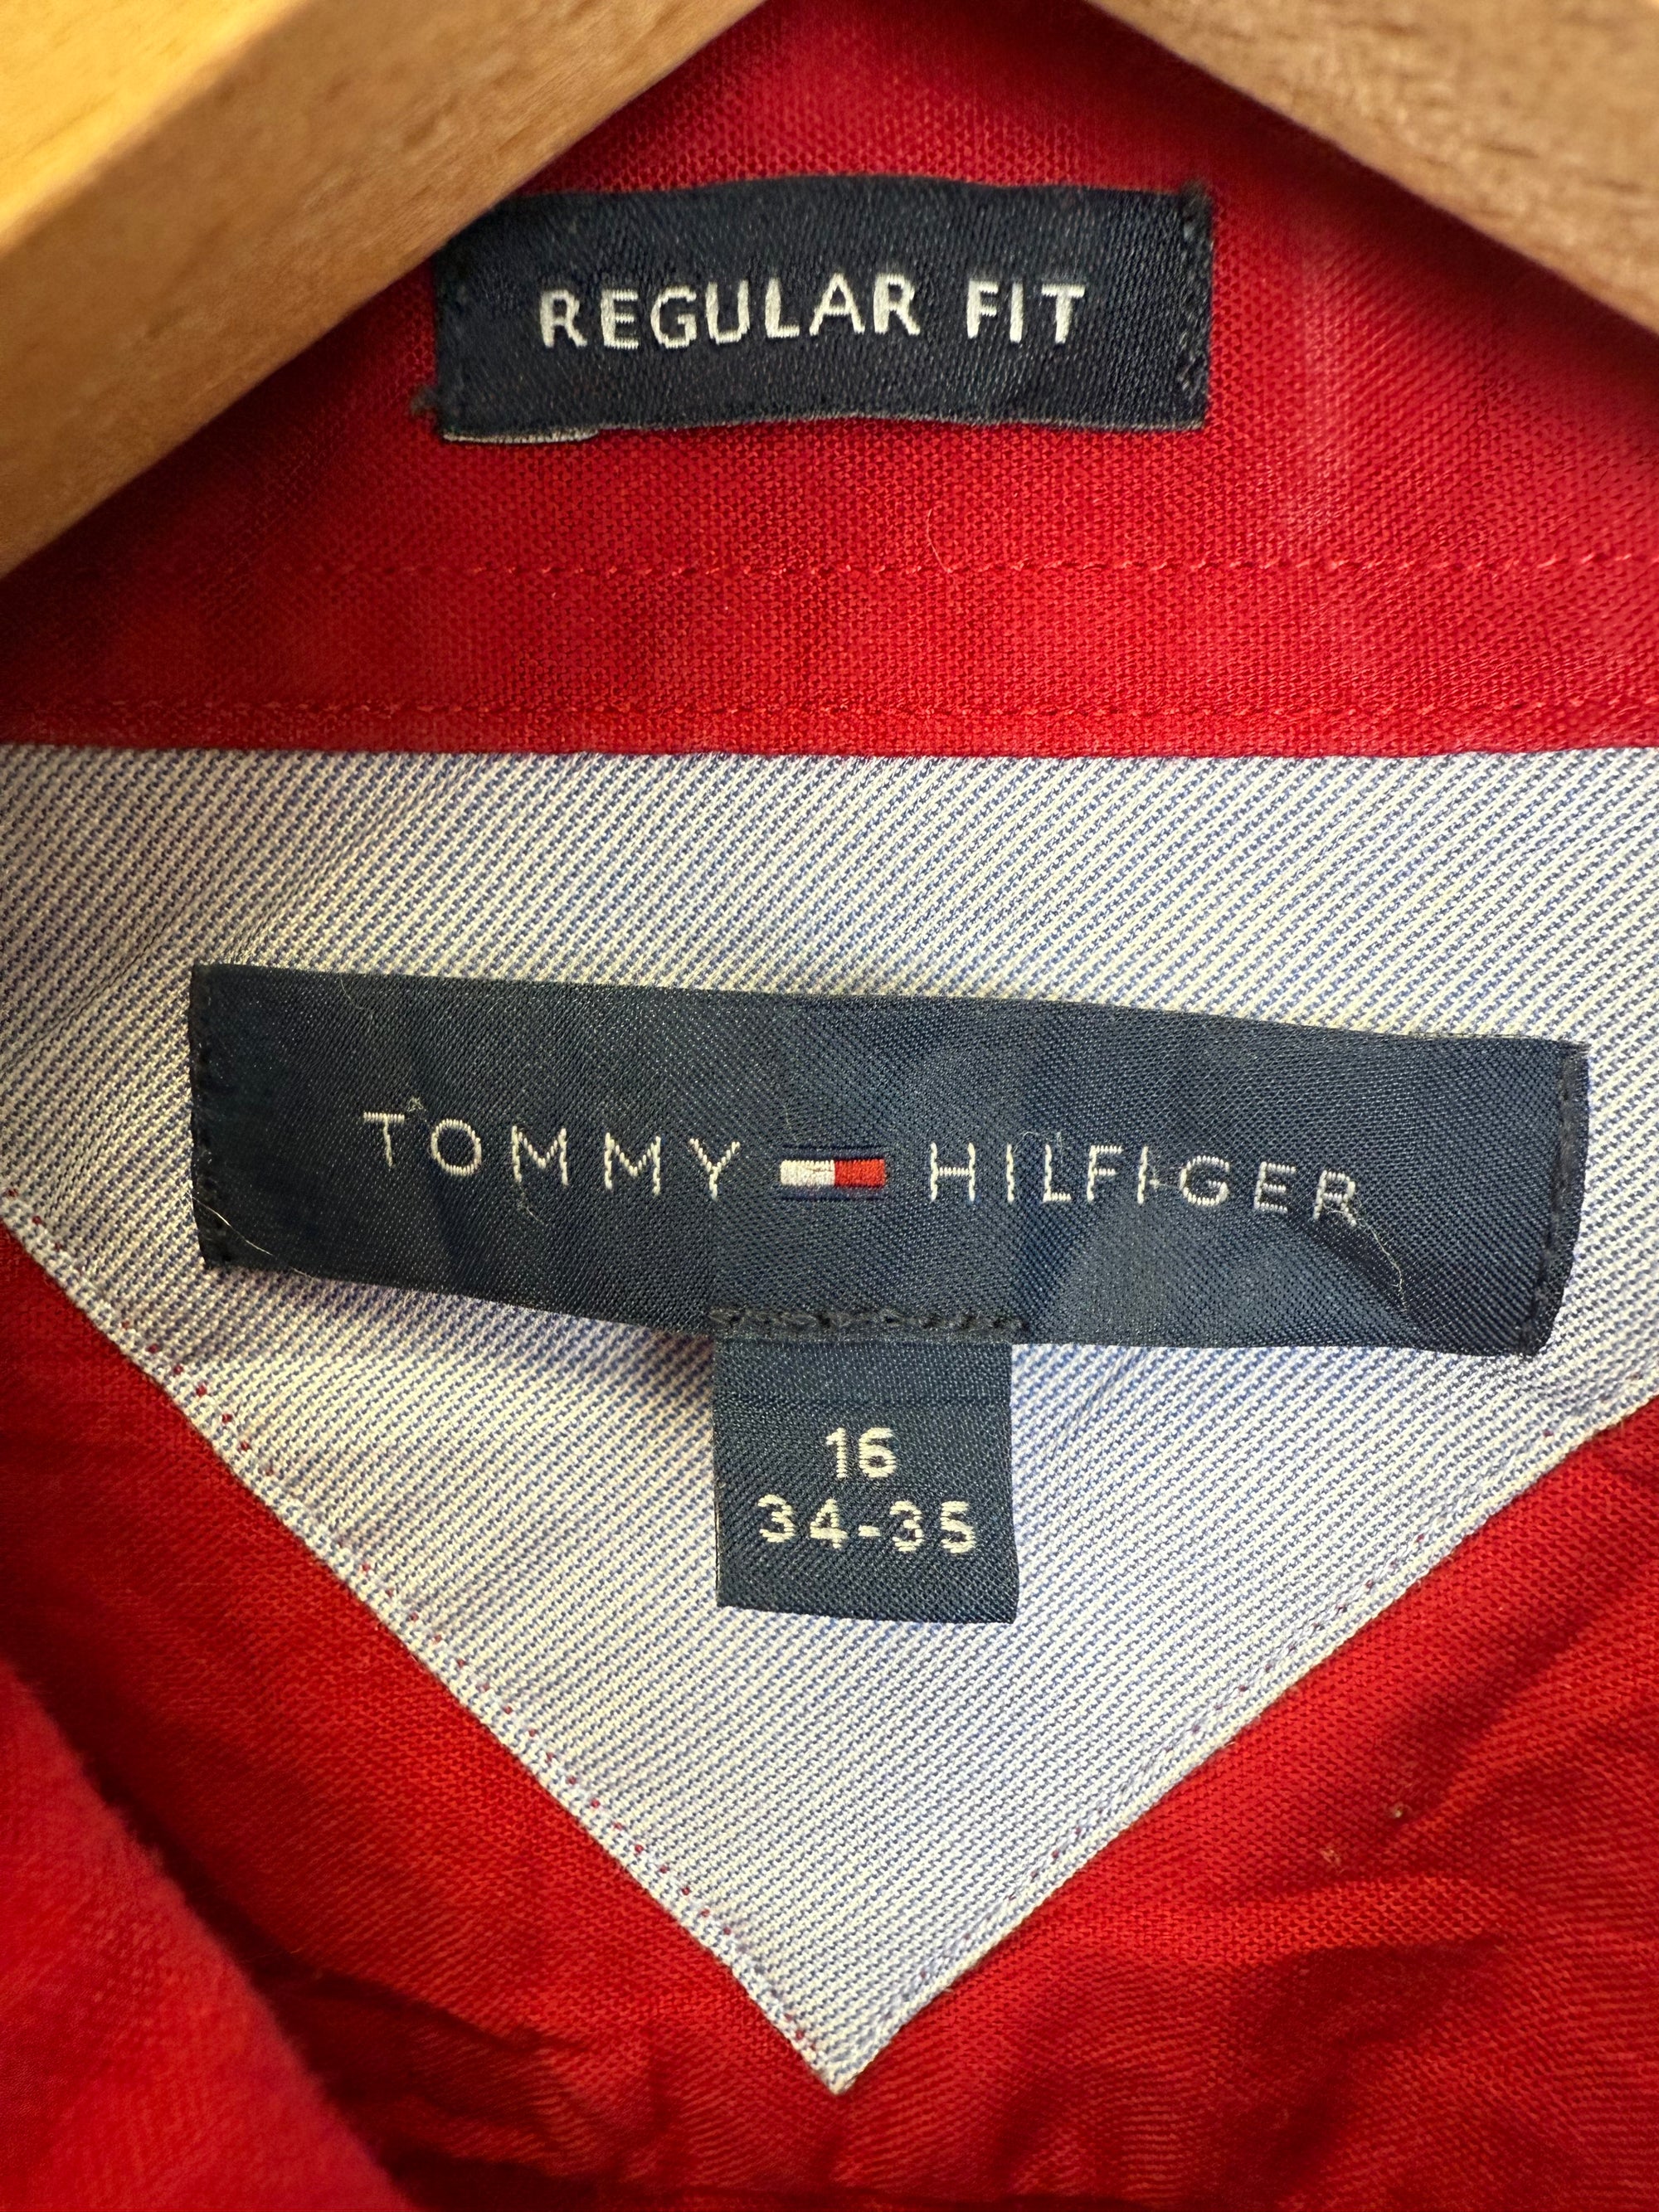 REGULAR FIT
TOMMY HILFIGER
16
34-35